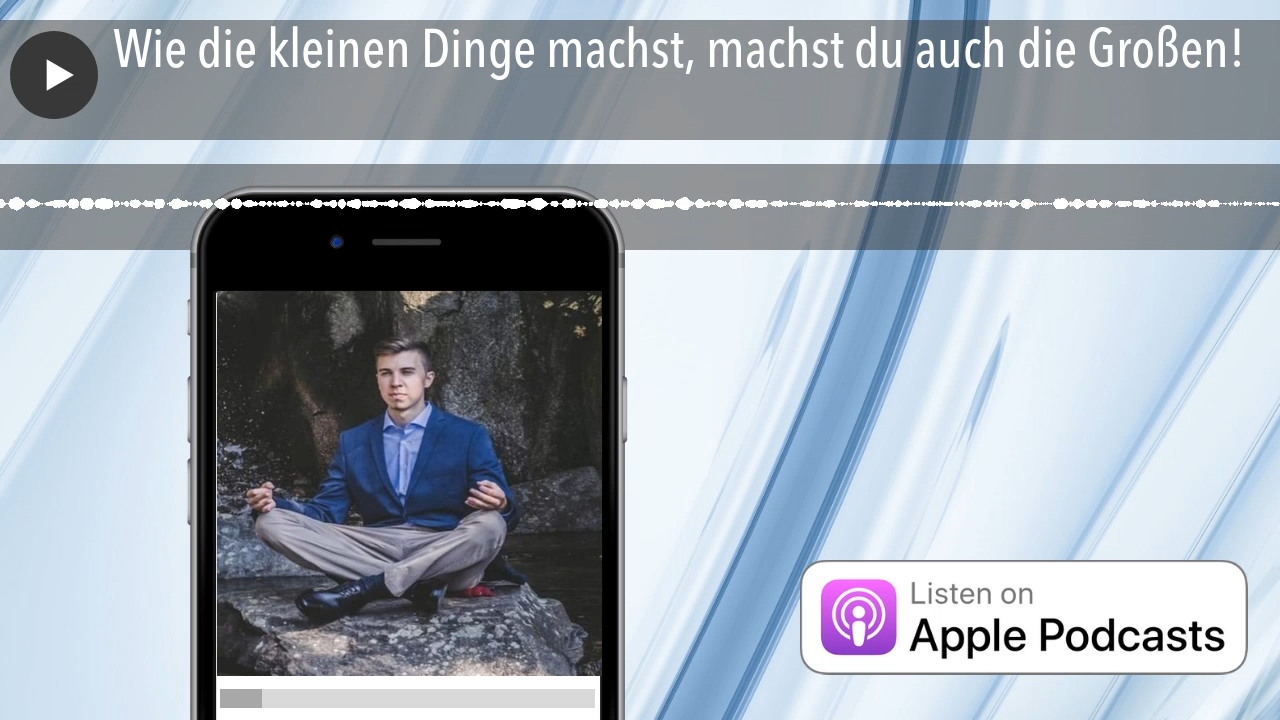 Wie die kleinen Dinge machst, machst du auch die Großen!
Listen on
Apple Podcasts